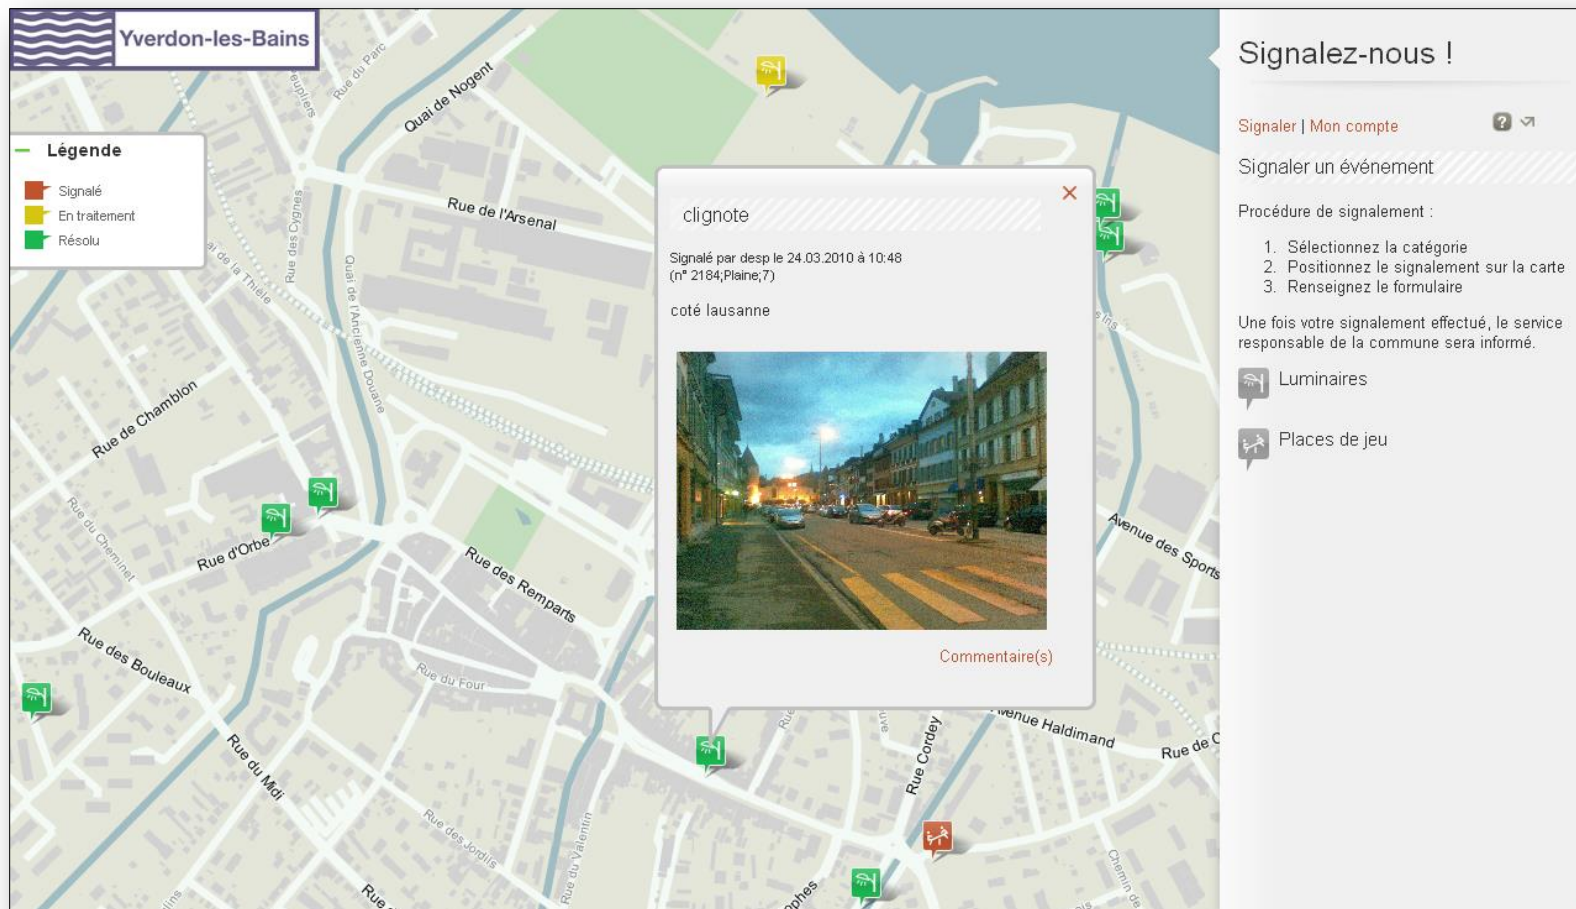 Yverdon-les-Bains
Légende
Signalé
En traitement
Résolu
Rue du Parc
Quai de Nogent
Rue de l'Arsenal
Rue des Cygnes
Quai de l'Ancienne Douane
Rue de Chamblon
Rue du Cheminet
Rue d'Orbe
Rue des Remparts
Rue des Bouleaux
Rue du Four
Rue du Midi
Rue des Jordils
Rue du Valentin
Rue Cordey
Avenue Haldimand
Avenue des Sports
Rue de C
Chemin de
clignote
Signalé par desp le 24.03.2010 à 10:48
(n° 2184;Plaine;7)
coté lausanne
Commentaire(s)
Signalez-nous !
Signaler | Mon compte
?
Signaler un événement
Procédure de signalement :
1. Sélectionnez la catégorie
2. Positionnez le signalement sur la carte
3. Renseignez le formulaire
Une fois votre signalement effectué, le service
responsable de la commune sera informé.
Luminaires
Places de jeu